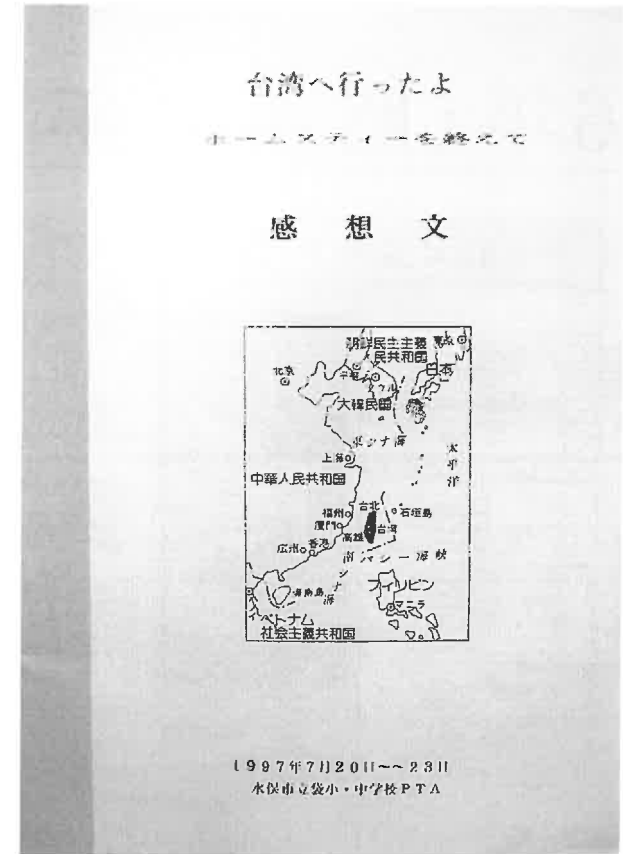 台湾へ行ったよ
ホームスティーを終えて
感想文
朝鮮民主主義
民共和国
東京
日本
北京
平壌
ソウル
大韓民国
東シナ海
太平洋
上海
中華人民共和国
台北
石垣島
福州
厦門
台湾
高雄
香港
広州
海峡
南シナ海
海南島
フィリピン
マニラ
ベトナム
社会主義共和国
1997年7月20日~~23日
水俣市立袋小・中学校PTA